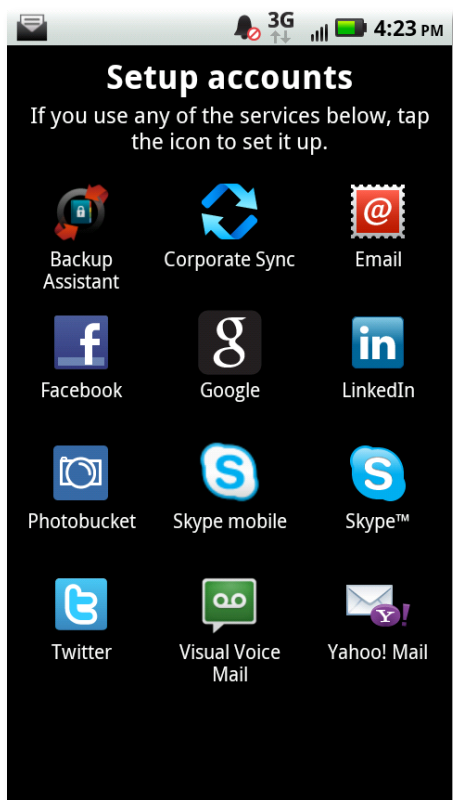 3G
4:23 PM
Setup accounts
If you use any of the services below, tap
the icon to set it up.
Backup
Assistant
Corporate Sync
@
Email
f
Facebook
g
Google
in
LinkedIn
Photobucket
S
Skype mobile
S
Skype™
t
Twitter
Visual Voice
Mail
Y!
Yahoo! Mail